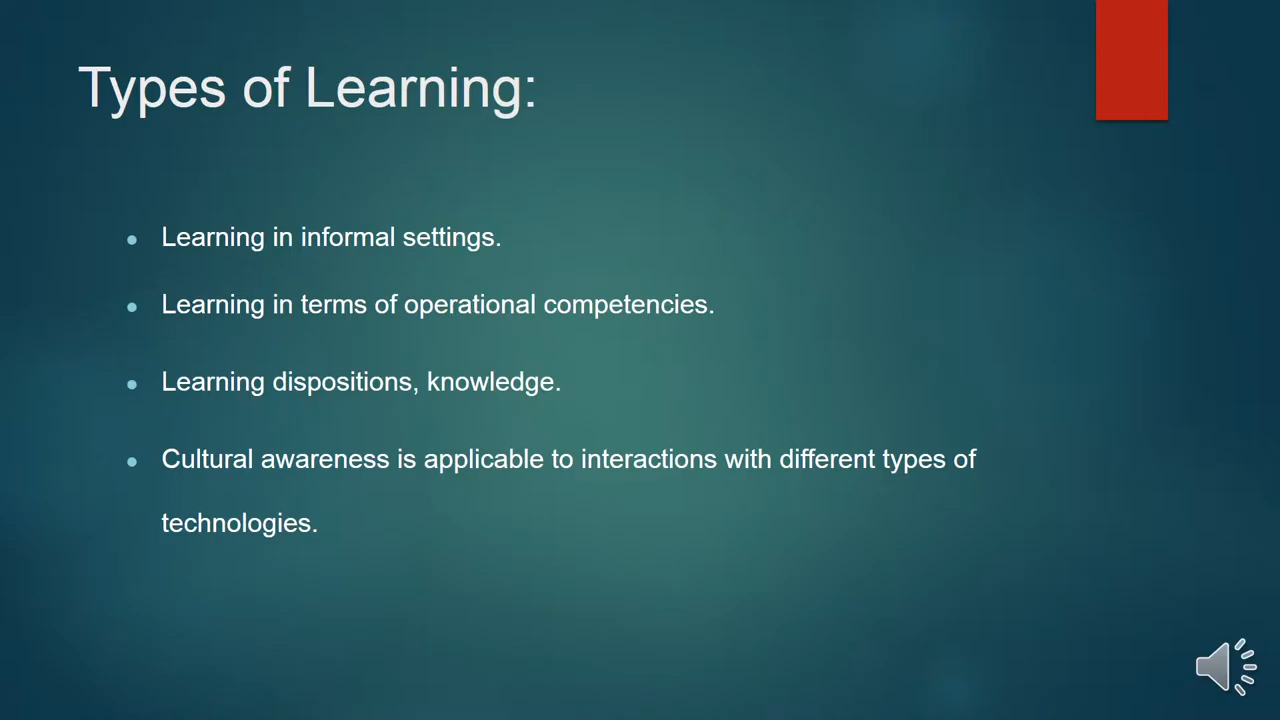 Types of Learning:
Learning in informal settings.
Learning in terms of operational competencies.
Learning dispositions, knowledge.
Cultural awareness is applicable to interactions with different types of
technologies.